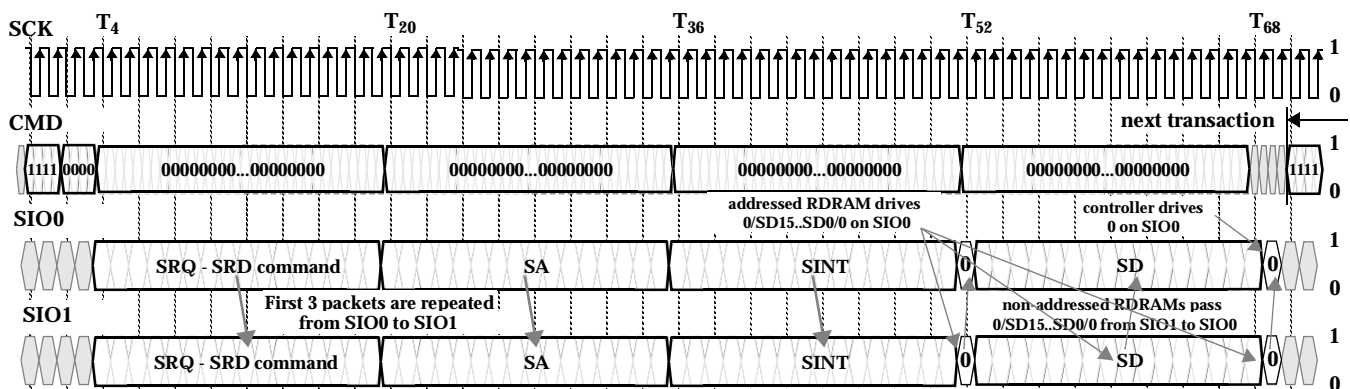 SCK T4 T20 T36 T52 T68
1
0
CMD next transaction
1
1111 0000 00000000...00000000 00000000...00000000 00000000...00000000 00000000...00000000 1111
0
addressed RDRAM drives
0/SD15..SD0/0 on SIO0
controller drives
0 on SIO0
SIO0
1
SRQ - SRD command SA SINT 0 SD 0
0
First 3 packets are repeated
from SIO0 to SIO1
non addressed RDRAMs pass
0/SD15..SD0/0 from SIO1 to SIO0
SIO1
1
SRQ - SRD command SA SINT 0 SD 0
0